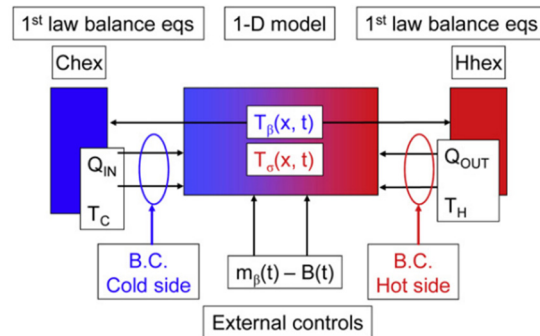 1st law balance eqs
1-D model
1st law balance eqs
Chex
Hhex
Tβ(x, t)
Tσ(x, t)
QIN
TC
QOUT
TH
B.C.
Cold side
mβ(t) – B(t)
B.C.
Hot side
External controls